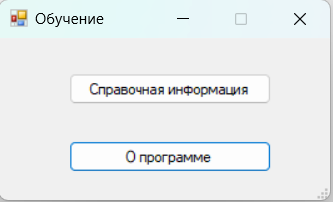 Обучение
Справочная информация
О программе